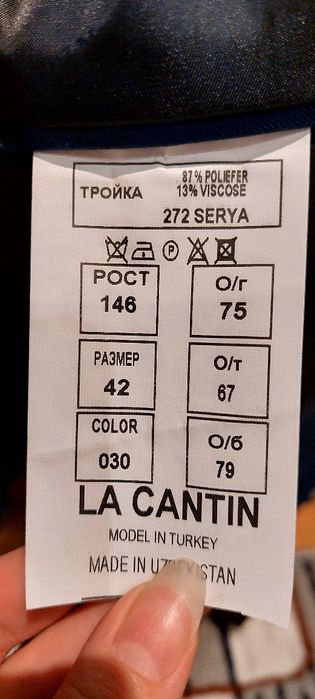 ТРОЙКА
87% POLIEFER
13% VISCOSE
272 SERYA
P
РОСТ
146
О/г
75
РАЗМЕР
42
О/т
67
COLOR
030
О/б
79
LA CANTIN
MODEL IN TURKEY
MADE IN